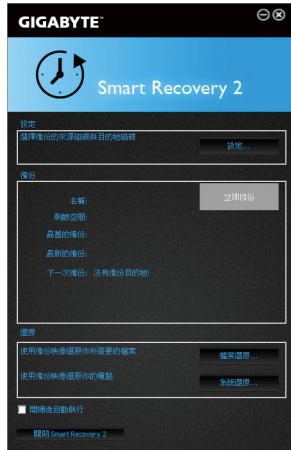 GIGABYTE™
Smart Recovery 2
設定
選擇備份的來源磁碟與目的地磁碟
設定...
備份
立即備份
名稱:
剩餘空間:
最舊的備份:
最新的備份:
下一次備份: 沒有備份目的地!
還原
使用備份映像還原你所需要的檔案
檔案還原...
使用備份映像還原你的電腦
系統還原...
開機後自動執行
關閉 Smart Recovery 2